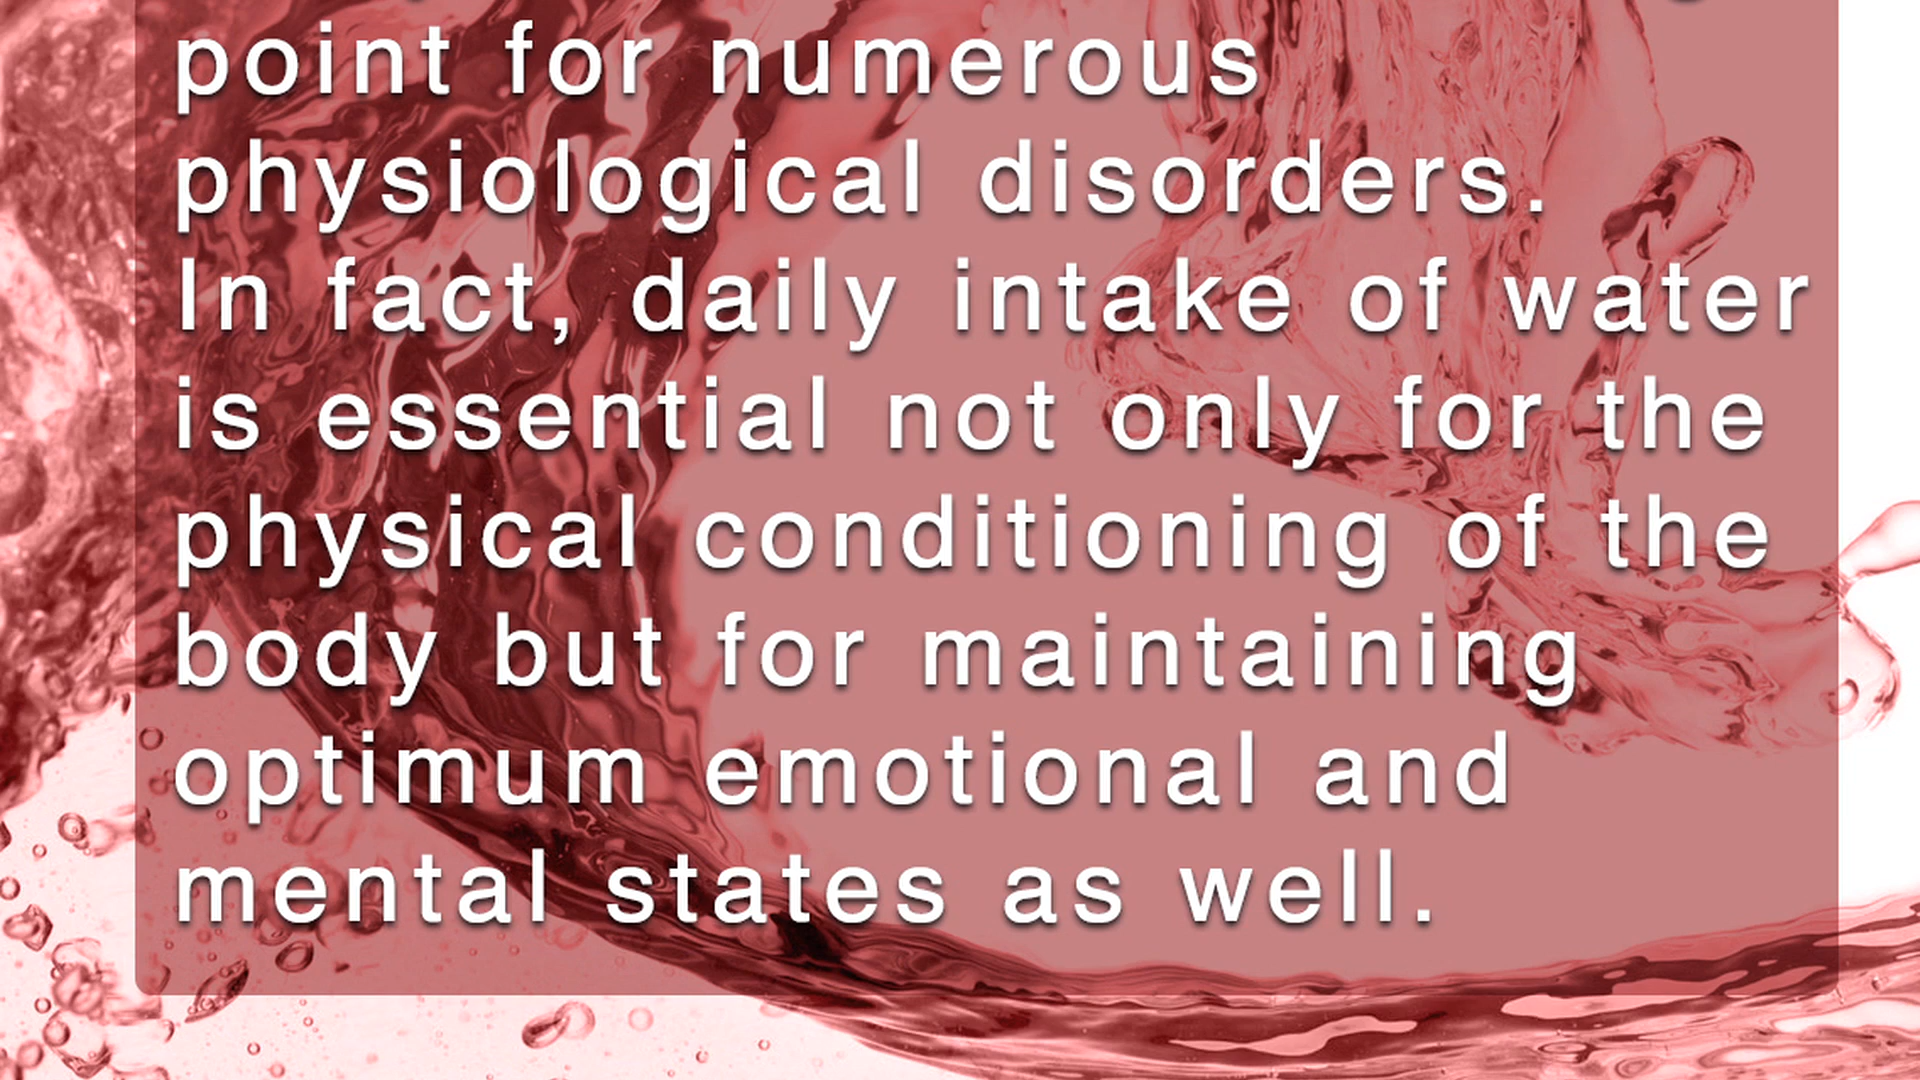 point for numerous
physiological disorders.
In fact, daily intake of water
is essential not only for the
physical conditioning of the
body but for maintaining
optimum emotional and
mental states as well.